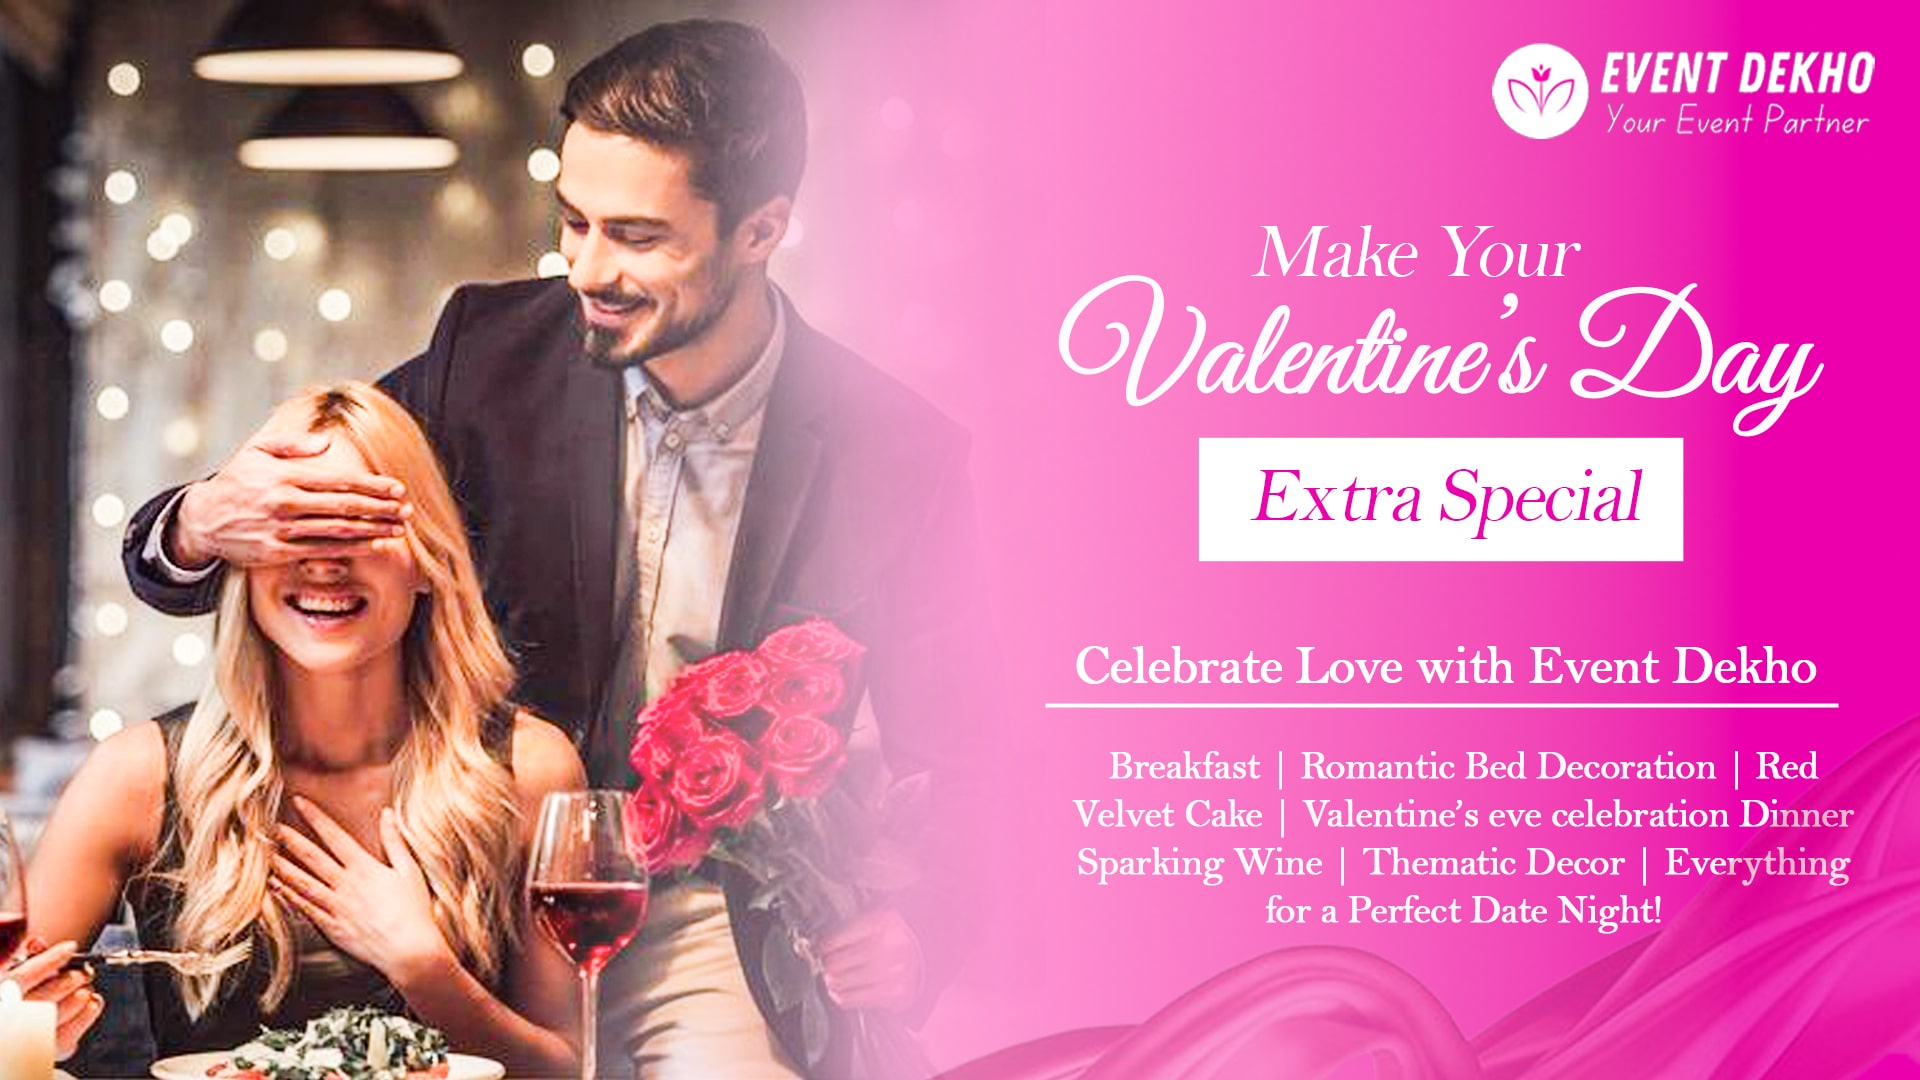 EVENT DEKHO
Your Event Partner
Make Your
Valentine's Day
Extra Special
Celebrate Love with Event Dekho
Breakfast | Romantic Bed Decoration | Red
Velvet Cake | Valentine's eve celebration Dinner
Sparking Wine | Thematic Decor | Everything
for a Perfect Date Night!